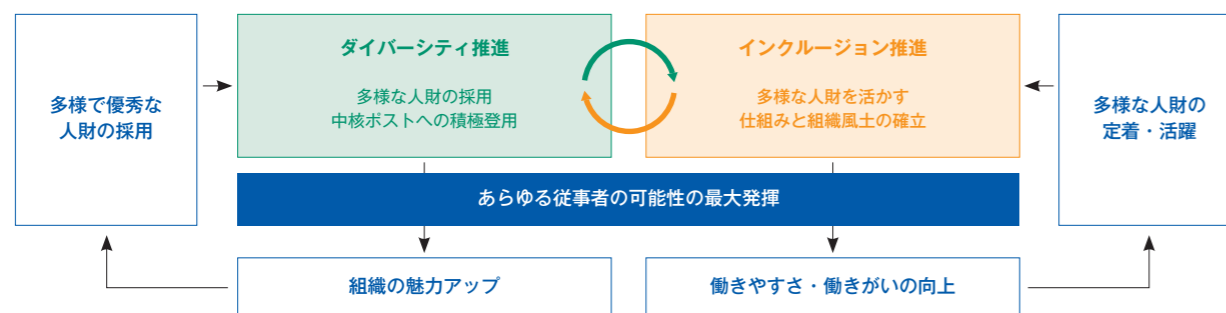 多様で優秀な
人財の採用
ダイバーシティ推進
多様な人財の採用
中核ポストへの積極登用
インクルージョン推進
多様な人財を活かす
仕組みと組織風土の確立
多様な人財の
定着・活躍
あらゆる従事者の可能性の最大発揮
組織の魅力アップ
働きやすさ・働きがいの向上